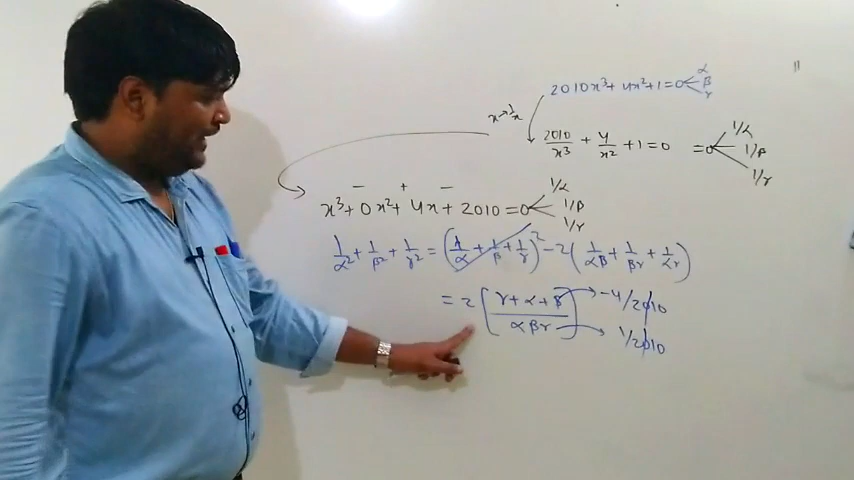 11
2010x³ + 4x² + 1 = 0 < α β γ
x → 1/x
2010/x³ + 4/x² + 1 = 0 = 0 < 1/α 1/β 1/γ
− + −
x³ + 0x² + 4x + 2010 = 0 < 1/α 1/β 1/γ
1/α² + 1/β² + 1/γ² = (1/α + 1/β + 1/γ)² − 2(1/αβ + 1/βγ + 1/αγ)
= 2(γ + α + β / αβγ) → −4/2010
→ 1/2010